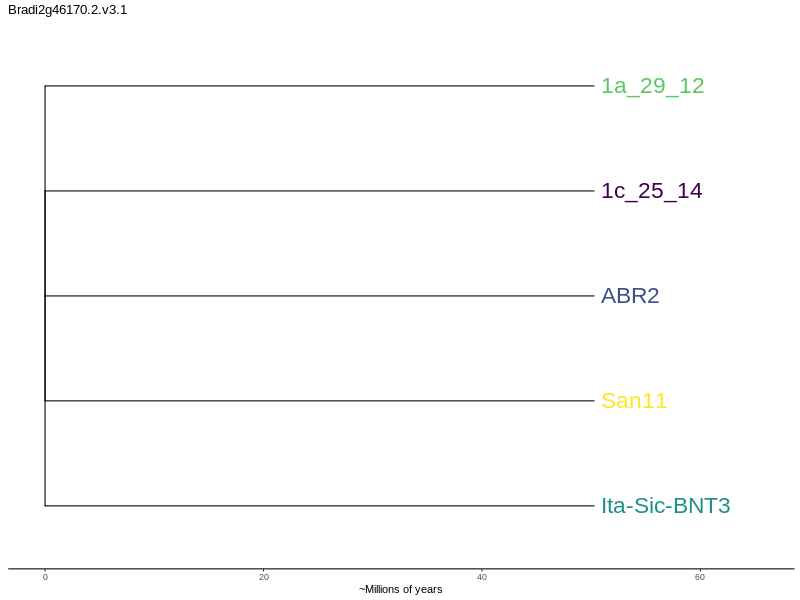 Bradi2g46170.2.v3.1
1a_29_12
1c_25_14
ABR2
San11
Ita-Sic-BNT3
0 20 40 60
~Millions of years